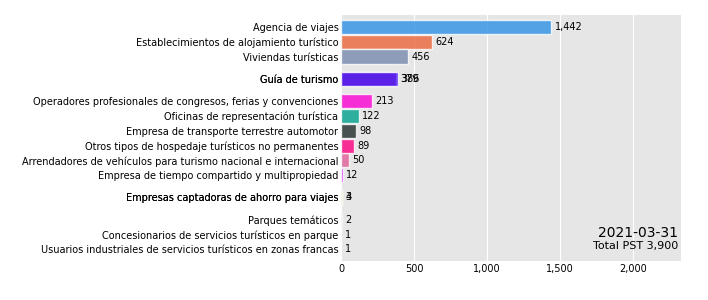 Agencia de viajes 1,442
Establecimientos de alojamiento turístico 624
Viviendas turísticas 456
Guía de turismo
Operadores profesionales de congresos, ferias y convenciones 213
Oficinas de representación turística 122
Empresa de transporte terrestre automotor 98
Otros tipos de hospedaje turísticos no permanentes 89
Arrendadores de vehículos para turismo nacional e internacional 50
Empresa de tiempo compartido y multipropiedad 12
Empresas captadoras de ahorro para viajes
Parques temáticos 2
Concesionarios de servicios turísticos en parque 1
Usuarios industriales de servicios turísticos en zonas francas 1
2021-03-31
Total PST 3,900
0 500 1,000 1,500 2,000